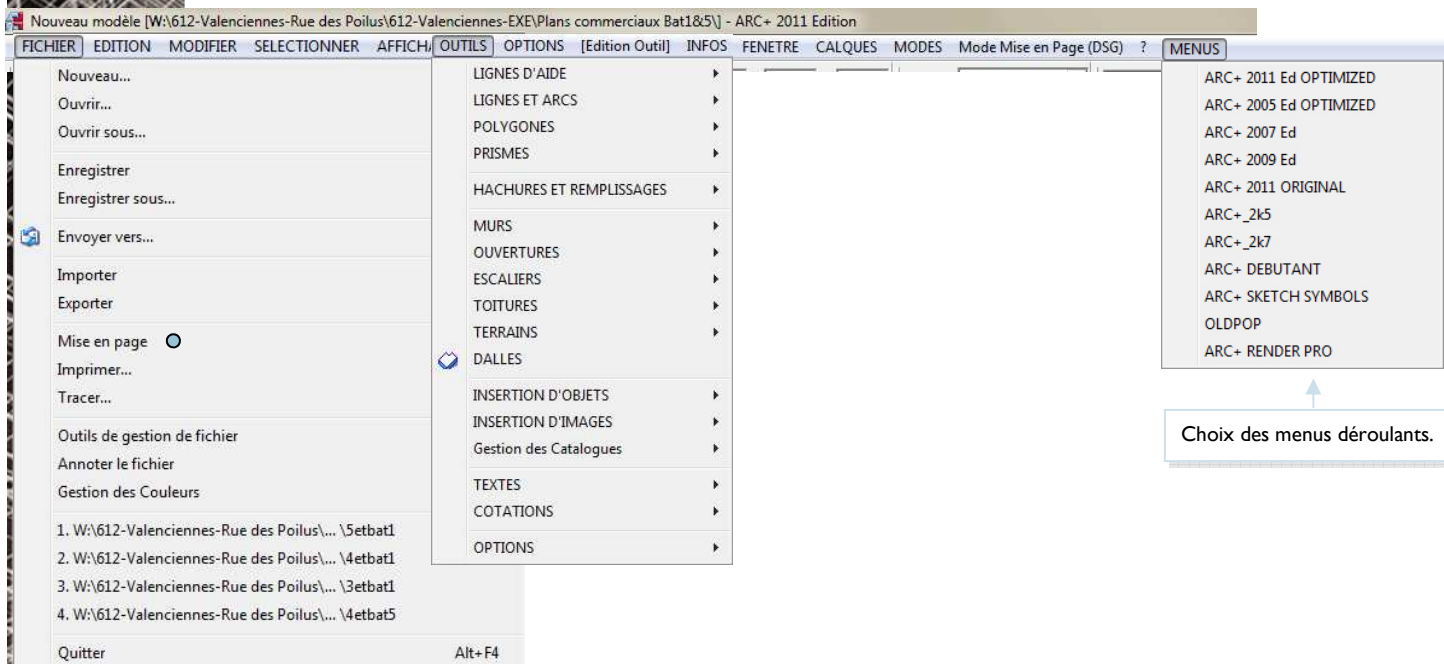 Nouveau modèle [W:\612-Valenciennes-Rue des Poilus\612-Valenciennes-EXE\Plans commerciaux Bat1&5\] - ARC+ 2011 Edition
FICHIER EDITION MODIFIER SELECTIONNER AFFICHA OUTILS OPTIONS [Edition Outil] INFOS FENETRE CALQUES MODES Mode Mise en Page (DSG) ? MENUS
Nouveau...
Ouvrir...
Ouvrir sous...
Enregistrer
Enregistrer sous...
Envoyer vers...
Importer
Exporter
Mise en page
Imprimer...
Tracer...
Outils de gestion de fichier
Annoter le fichier
Gestion des Couleurs
1. W:\612-Valenciennes-Rue des Poilus\... \5etbat1
2. W:\612-Valenciennes-Rue des Poilus\... \4etbat1
3. W:\612-Valenciennes-Rue des Poilus\... \3etbat1
4. W:\612-Valenciennes-Rue des Poilus\... \4etbat5
Quitter Alt+F4
LIGNES D'AIDE
LIGNES ET ARCS
POLYGONES
PRISMES
HACHURES ET REMPLISSAGES
MURS
OUVERTURES
ESCALIERS
TOITURES
TERRAINS
DALLES
INSERTION D'OBJETS
INSERTION D'IMAGES
Gestion des Catalogues
TEXTES
COTATIONS
OPTIONS
ARC+ 2011 Ed OPTIMIZED
ARC+ 2005 Ed OPTIMIZED
ARC+ 2007 Ed
ARC+ 2009 Ed
ARC+ 2011 ORIGINAL
ARC+_2k5
ARC+_2k7
ARC+ DEBUTANT
ARC+ SKETCH SYMBOLS
OLDPOP
ARC+ RENDER PRO
Choix des menus déroulants.